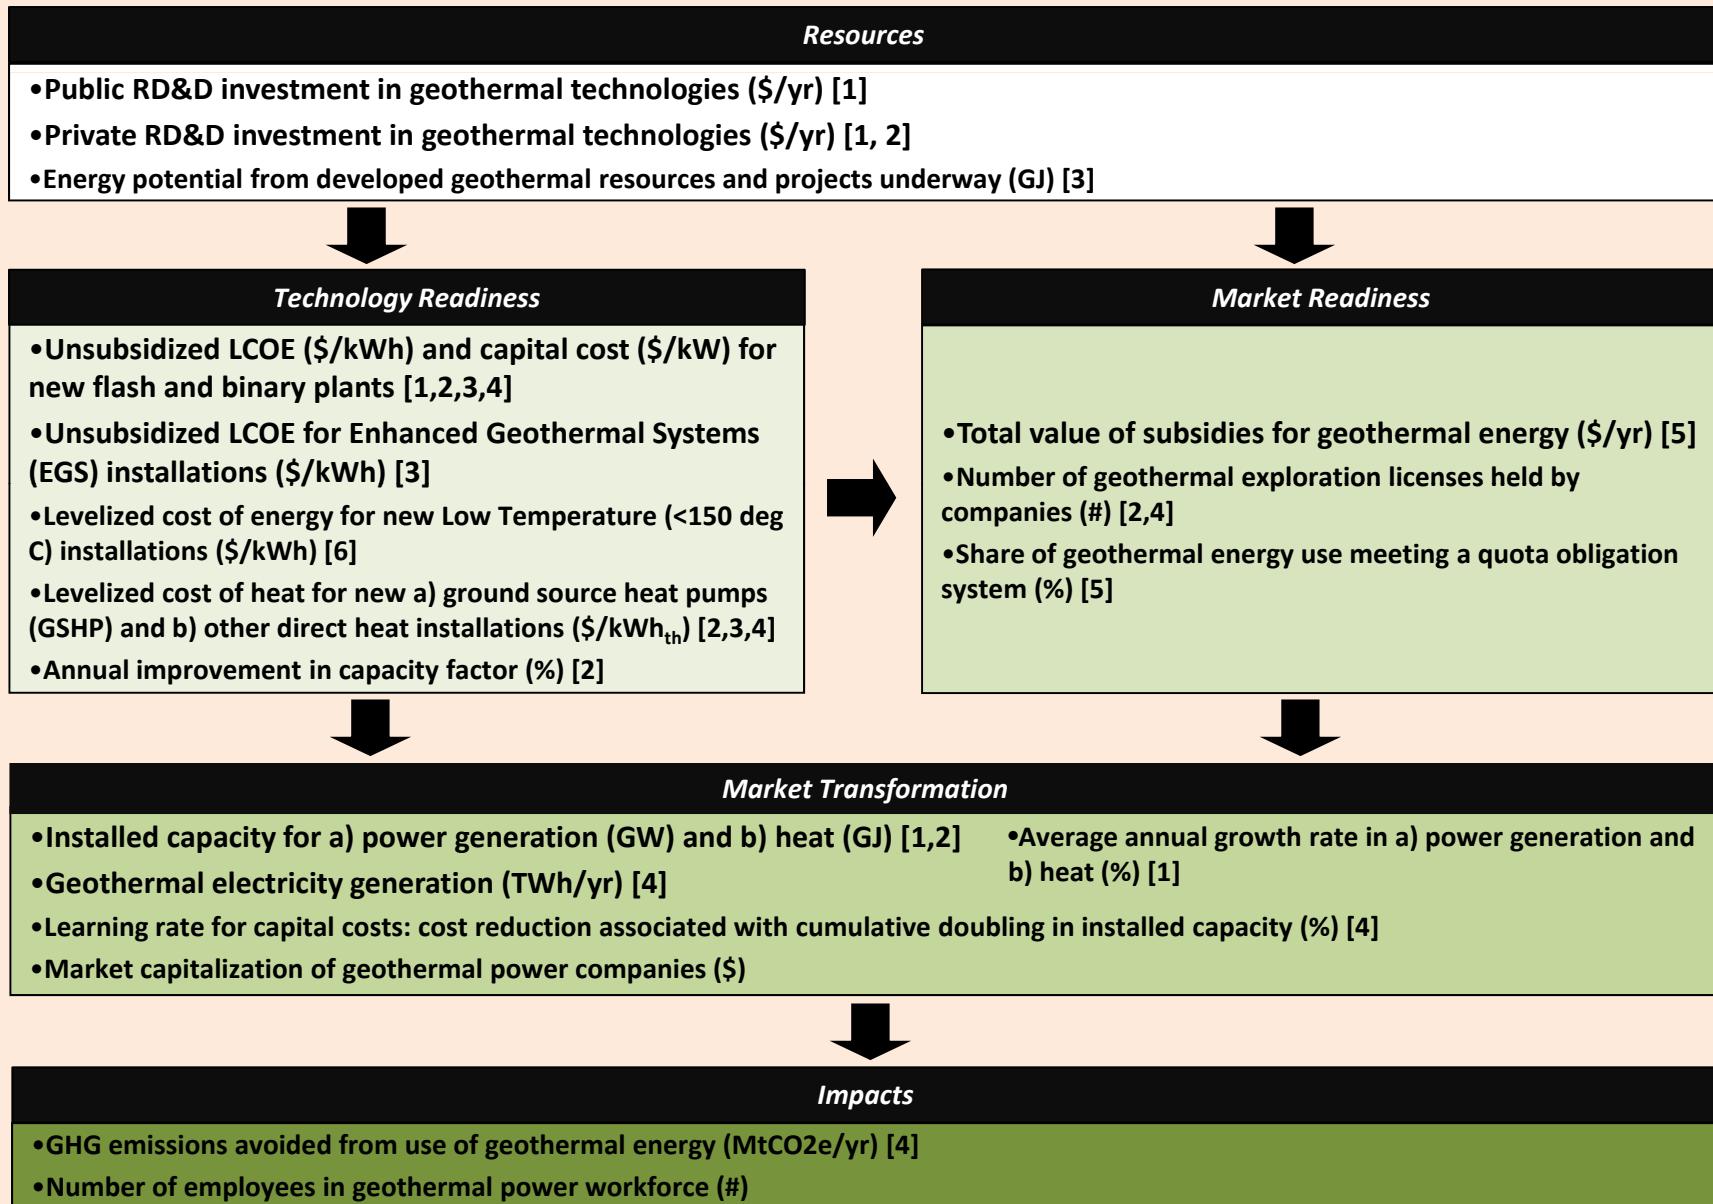 Resources
•Public RD&D investment in geothermal technologies ($/yr) [1]
•Private RD&D investment in geothermal technologies ($/yr) [1, 2]
•Energy potential from developed geothermal resources and projects underway (GJ) [3]
Technology Readiness
•Unsubsidized LCOE ($/kWh) and capital cost ($/kW) for
new flash and binary plants [1,2,3,4]
•Unsubsidized LCOE for Enhanced Geothermal Systems
(EGS) installations ($/kWh) [3]
•Levelized cost of energy for new Low Temperature (<150 deg
C) installations ($/kWh) [6]
•Levelized cost of heat for new a) ground source heat pumps
(GSHP) and b) other direct heat installations ($/kWhth) [2,3,4]
•Annual improvement in capacity factor (%) [2]
Market Readiness
•Total value of subsidies for geothermal energy ($/yr) [5]
•Number of geothermal exploration licenses held by
companies (#) [2,4]
•Share of geothermal energy use meeting a quota obligation
system (%) [5]
Market Transformation
•Installed capacity for a) power generation (GW) and b) heat (GJ) [1,2]
•Geothermal electricity generation (TWh/yr) [4]
•Average annual growth rate in a) power generation and
b) heat (%) [1]
•Learning rate for capital costs: cost reduction associated with cumulative doubling in installed capacity (%) [4]
•Market capitalization of geothermal power companies ($)
Impacts
•GHG emissions avoided from use of geothermal energy (MtCO2e/yr) [4]
•Number of employees in geothermal power workforce (#)